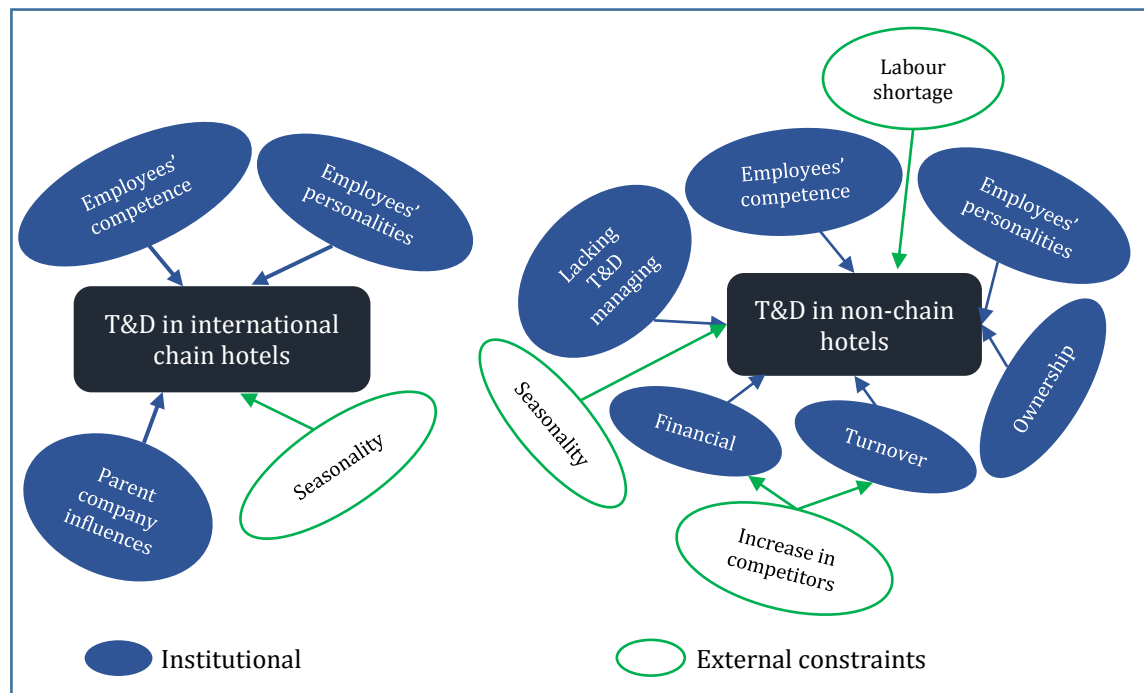 Employees’
competence
Employees’
personalities
T&D in international
chain hotels
Parent
company
influences
Seasonality
Labour
shortage
Employees’
competence
Employees’
personalities
Lacking
T&D
managing
T&D in non-chain
hotels
Seasonality
Financial
Turnover
Ownership
Increase in
competitors
Institutional
External constraints